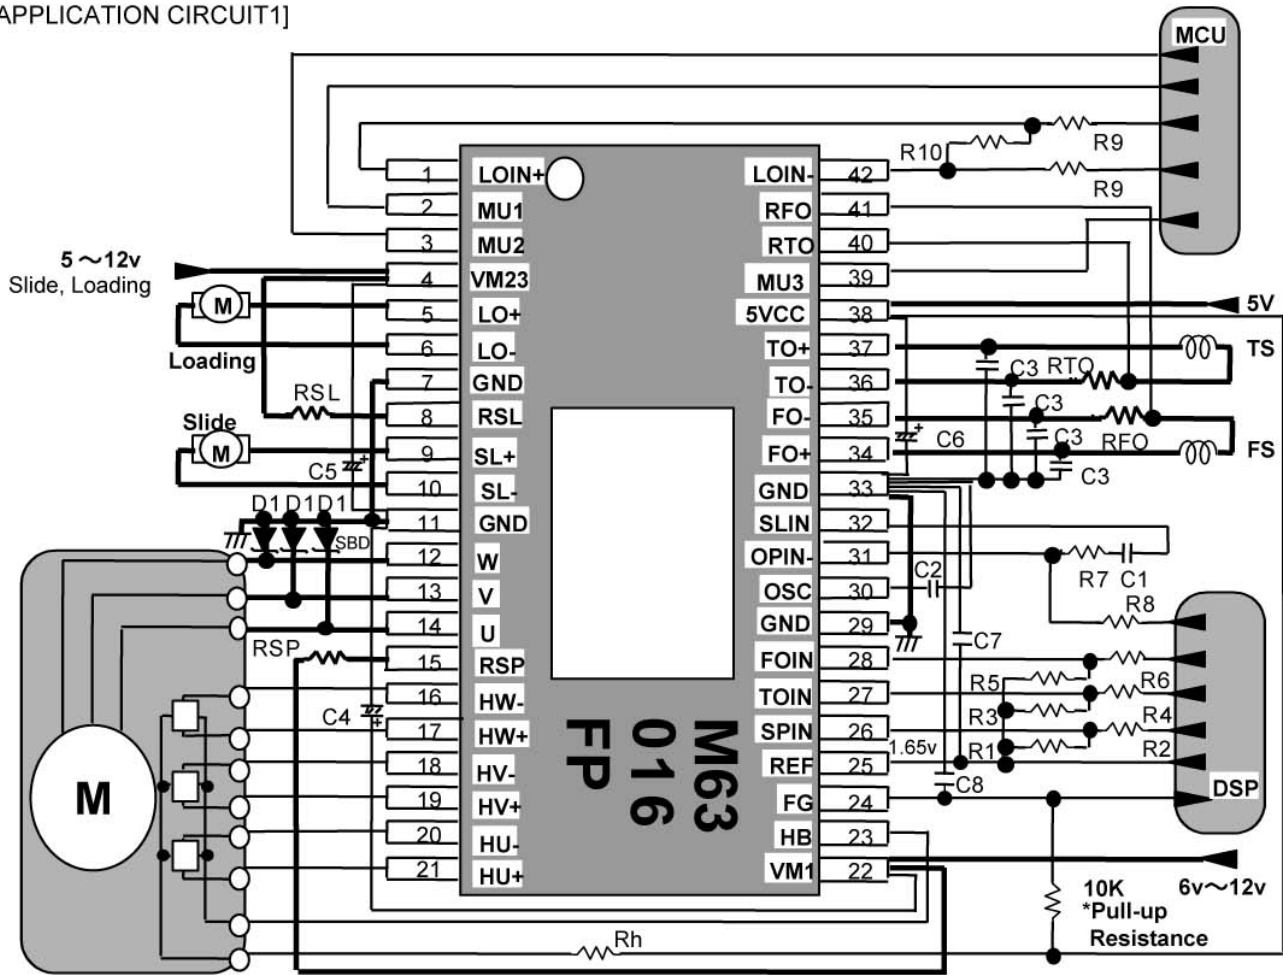 APPLICATION CIRCUIT1]
MCU
R10
R9
R9
1 LOIN+
2 MU1
3 MU2
4 VM23
5 LO+
6 LO-
7 GND
8 RSL
9 SL+
10 SL-
11 GND
12 W
13 V
14 U
15 RSP
16 HW-
17 HW+
18 HV-
19 HV+
20 HU-
21 HU+
LOIN- 42
RFO 41
RTO 40
MU3 39
5VCC 38
TO+ 37
TO- 36
FO- 35
FO+ 34
GND 33
SLIN 32
OPIN- 31
OSC 30
GND 29
FOIN 28
TOIN 27
SPIN 26
REF 25
FG 24
HB 23
VM1 22
M63
016
FP
5～12v
Slide, Loading
M
Loading
RSL
Slide
M
C5
+
D1 D1 D1
SBD
RSP
C4
+
M
5V
TS
C3
RTO
C3
C6
+
C3
RFO
FS
C3
C2
R7 C1
R8
C7
R5
R6
R3
R4
1.65v
R1
R2
C8
DSP
6v～12v
10K
*Pull-up
Resistance
Rh